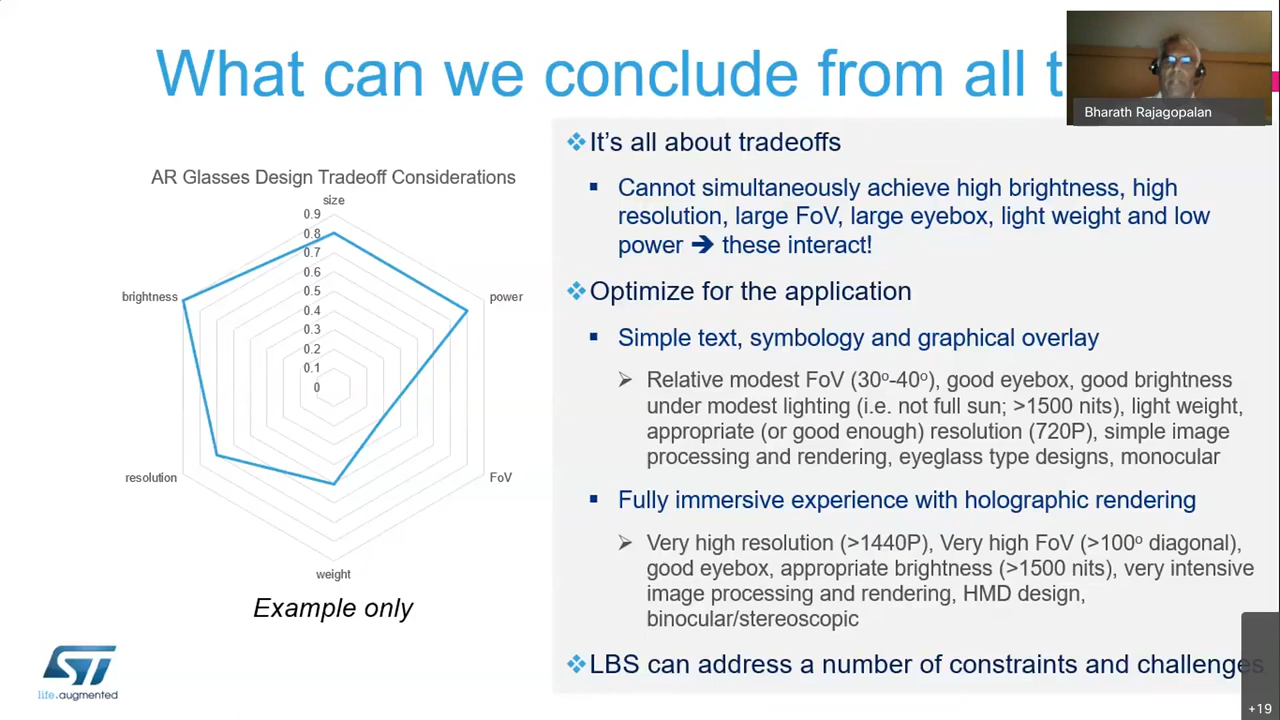 What can we conclude from all t
Bharath Rajagopalan
AR Glasses Design Tradeoff Considerations
size
0.9
0.8
0.7
0.6
0.5
0.4
0.3
0.2
0.1
0
brightness
power
resolution
FoV
weight
Example only
❖It's all about tradeoffs
▪ Cannot simultaneously achieve high brightness, high
resolution, large FoV, large eyebox, light weight and low
power ➔ these interact!
❖Optimize for the application
▪ Simple text, symbology and graphical overlay
➢ Relative modest FoV (30º-40º), good eyebox, good brightness
under modest lighting (i.e. not full sun; >1500 nits), light weight,
appropriate (or good enough) resolution (720P), simple image
processing and rendering, eyeglass type designs, monocular
▪ Fully immersive experience with holographic rendering
➢ Very high resolution (>1440P), Very high FoV (>100º diagonal),
good eyebox, appropriate brightness (>1500 nits), very intensive
image processing and rendering, HMD design,
binocular/stereoscopic
❖LBS can address a number of constraints and challenges
ST
life.augmented
+19